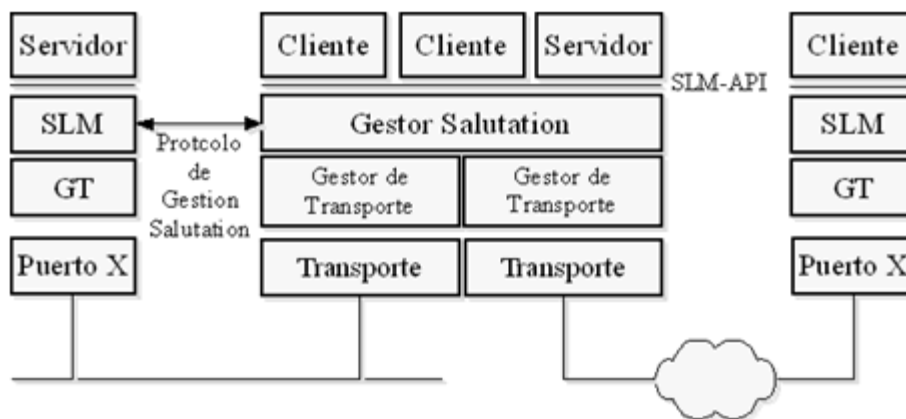 Servidor
Cliente
Cliente
Servidor
Cliente
SLM-API
SLM
Gestor Salutation
SLM
Protcolo
de
Gestion
Salutation
GT
Gestor de
Transporte
Gestor de
Transporte
GT
Puerto X
Transporte
Transporte
Puerto X